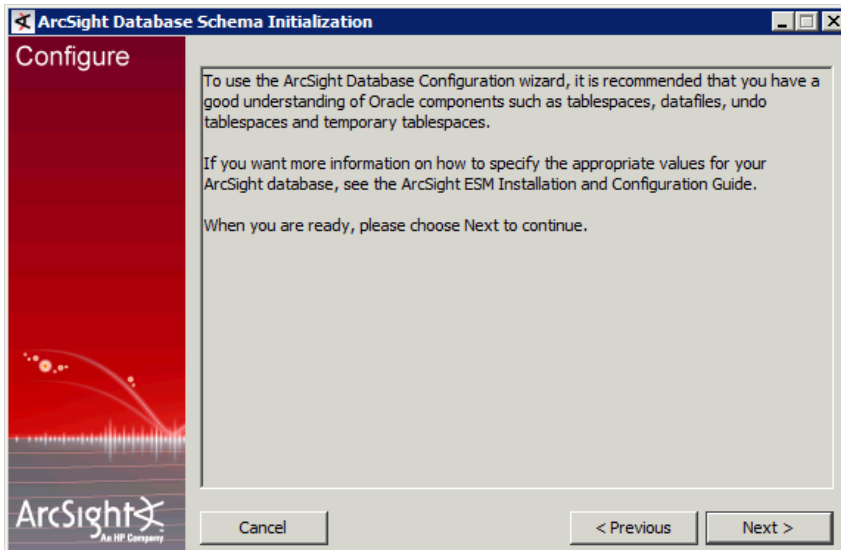 ArcSight Database Schema Initialization
Configure
To use the ArcSight Database Configuration wizard, it is recommended that you have a
good understanding of Oracle components such as tablespaces, datafiles, undo
tablespaces and temporary tablespaces.
If you want more information on how to specify the appropriate values for your
ArcSight database, see the ArcSight ESM Installation and Configuration Guide.
When you are ready, please choose Next to continue.
ArcSight
An HP Company
Cancel
< Previous
Next >